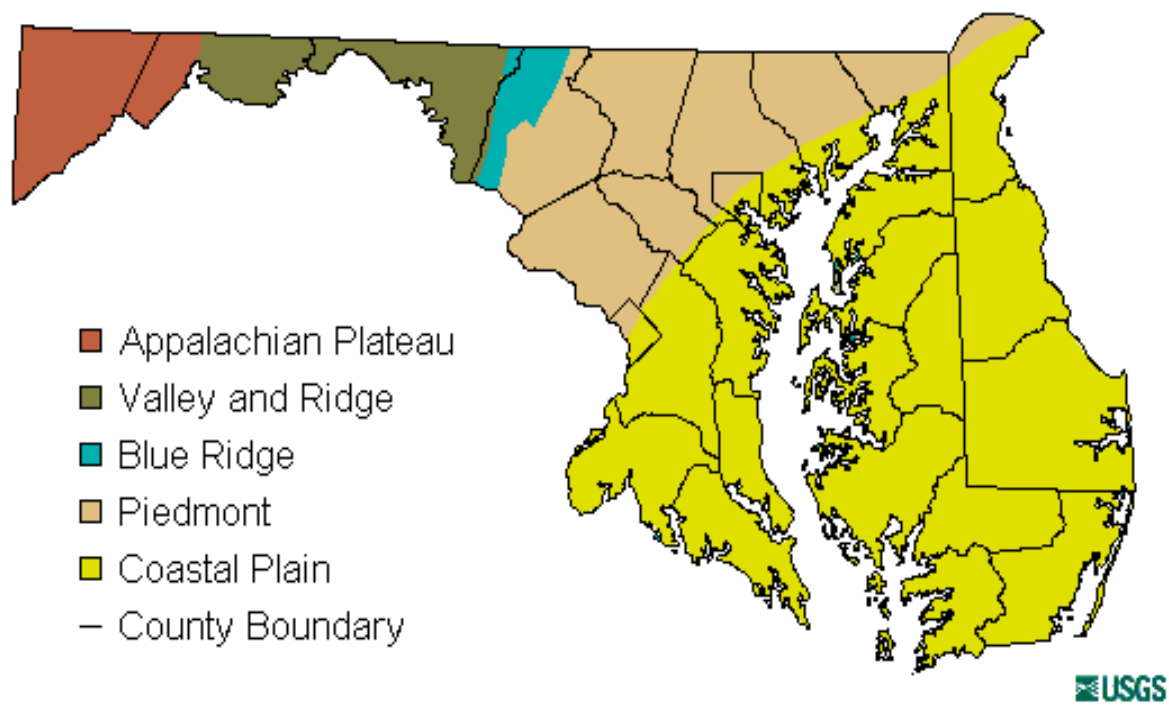 Appalachian Plateau
Valley and Ridge
Blue Ridge
Piedmont
Coastal Plain
County Boundary
USGS